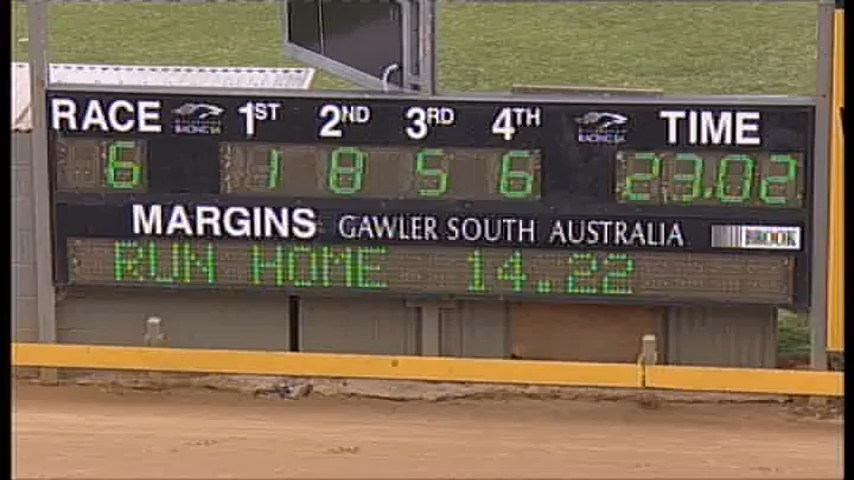 RACE 1ST 2ND 3RD 4TH TIME
6 1 8 5 6 23.02
MARGINS GAWLER SOUTH AUSTRALIA BROOK
RUN HOME 14.22